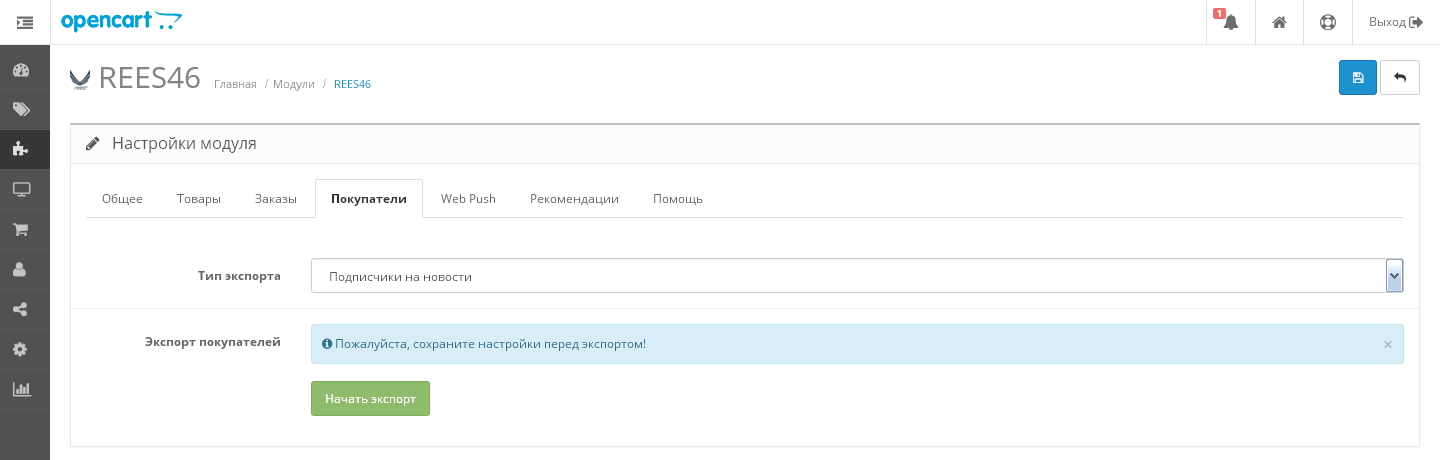 opencart
1
Выход
REES46 Главная / Модули / REES46
Настройки модуля
Общее Товары Заказы Покупатели Web Push Рекомендации Помощь
Тип экспорта Подписчики на новости
Экспорт покупателей Пожалуйста, сохраните настройки перед экспортом! ×
Начать экспорт